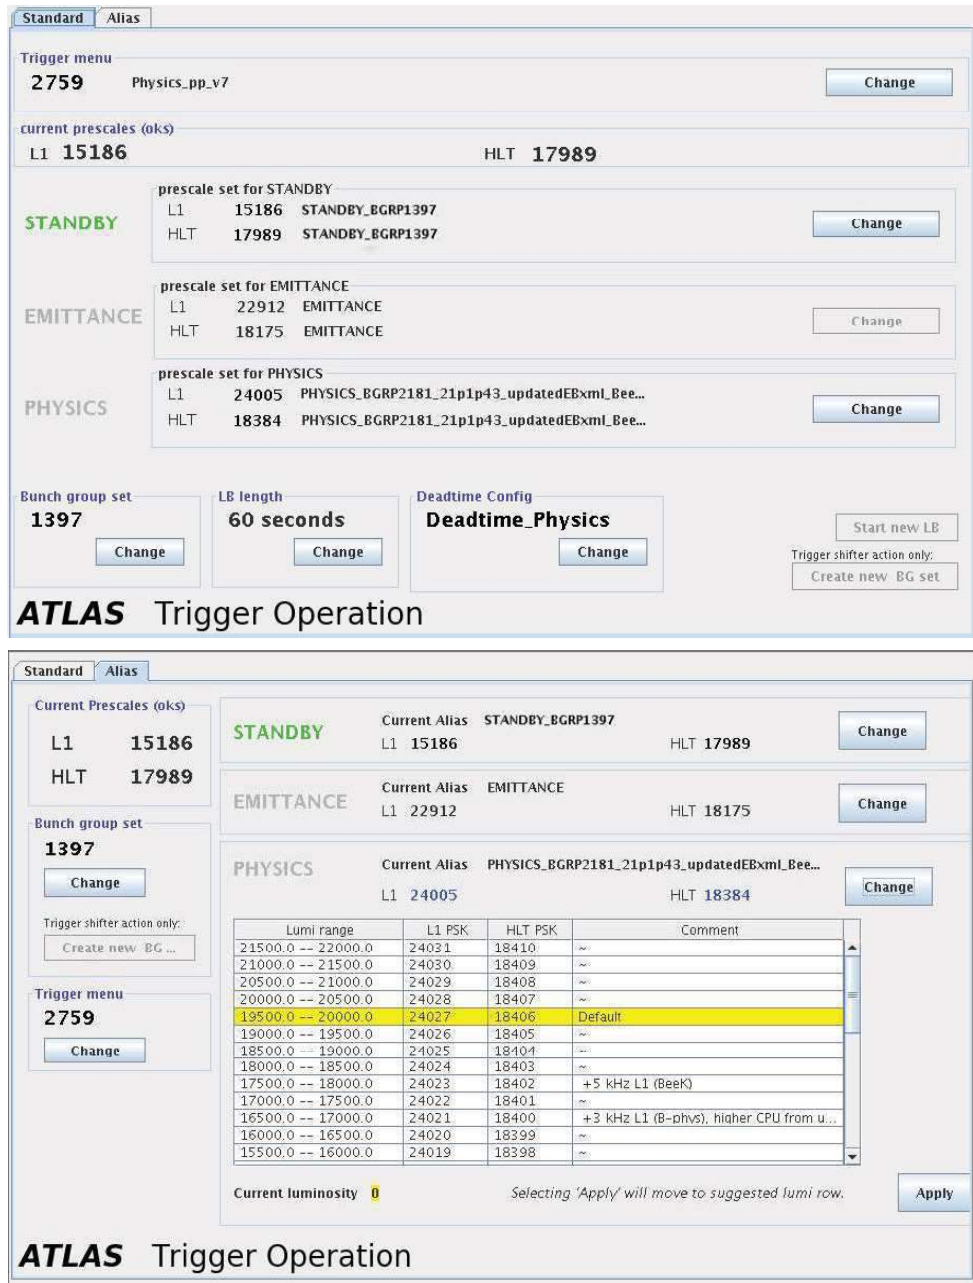 Standard Alias
Trigger menu
2759 Physics_pp_v7 Change
current prescales (oks)
L1 15186 HLT 17989
prescale set for STANDBY
STANDBY
L1 15186 STANDBY_BGRP1397
HLT 17989 STANDBY_BGRP1397
Change
prescale set for EMITTANCE
EMITTANCE
L1 22912 EMITTANCE
HLT 18175 EMITTANCE
Change
prescale set for PHYSICS
PHYSICS
L1 24005 PHYSICS_BGRP2181_21p1p43_updatedEBxml_Bee...
HLT 18384 PHYSICS_BGRP2181_21p1p43_updatedEBxml_Bee...
Change
Bunch group set
1397
Change
LB length
60 seconds
Change
Deadtime Config
Deadtime_Physics
Change
Start new LB
Trigger shifter action only:
Create new BG set
ATLAS Trigger Operation
Standard Alias
Current Prescales (oks)
L1 15186
HLT 17989
Bunch group set
1397
Change
Trigger shifter action only:
Create new BG ...
Trigger menu
2759
Change
STANDBY
Current Alias STANDBY_BGRP1397
L1 15186 HLT 17989
Change
EMITTANCE
Current Alias EMITTANCE
L1 22912 HLT 18175
Change
PHYSICS
Current Alias PHYSICS_BGRP2181_21p1p43_updatedEBxml_Bee...
L1 24005 HLT 18384
Change
Lumi range L1 PSK HLT PSK Comment
21500.0 -- 22000.0 24031 18410 ~
21000.0 -- 21500.0 24030 18409 ~
20500.0 -- 21000.0 24029 18408 ~
20000.0 -- 20500.0 24028 18407 ~
19500.0 -- 20000.0 24027 18406 Default
19000.0 -- 19500.0 24026 18405 ~
18500.0 -- 19000.0 24025 18404 ~
18000.0 -- 18500.0 24024 18403 ~
17500.0 -- 18000.0 24023 18402 +5 kHz L1 (BeeK)
17000.0 -- 17500.0 24022 18401 ~
16500.0 -- 17000.0 24021 18400 +3 kHz L1 (B-phys), higher CPU from u...
16000.0 -- 16500.0 24020 18399 ~
15500.0 -- 16000.0 24019 18398 ~
Current luminosity 0 Selecting 'Apply' will move to suggested lumi row. Apply
ATLAS Trigger Operation